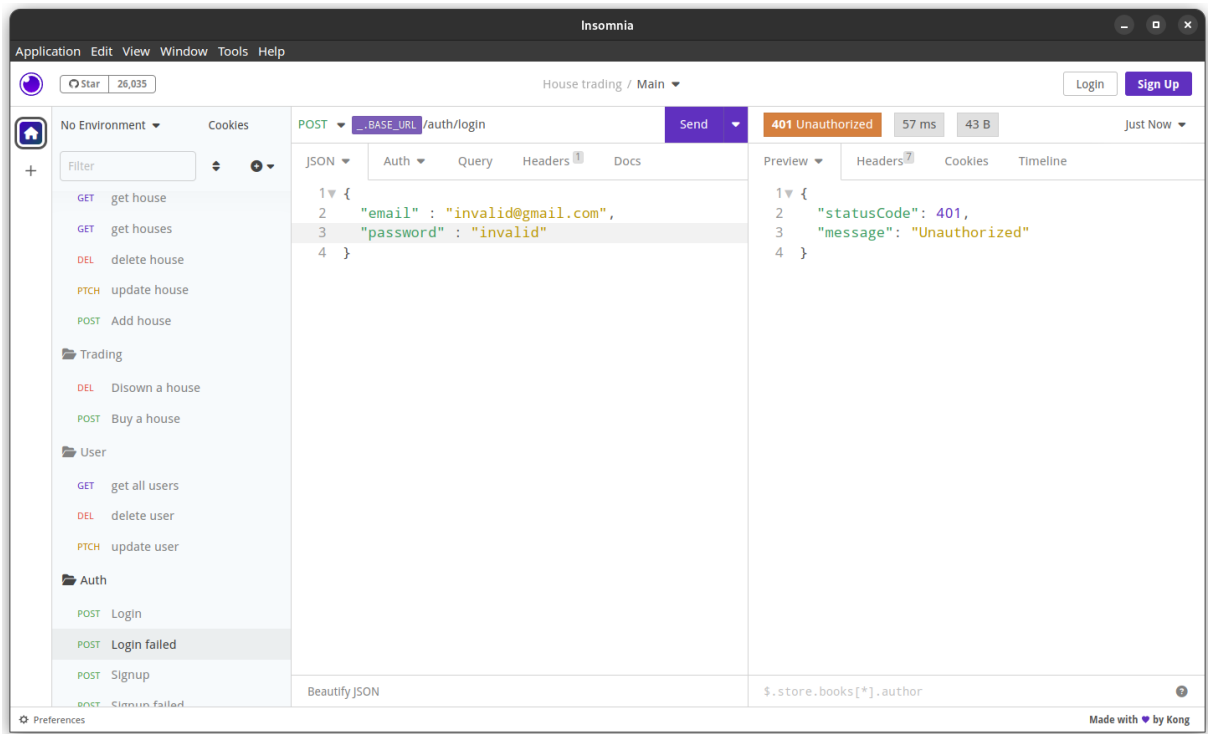 Insomnia
Application Edit View Window Tools Help
Star 26,035
House trading / Main
Login Sign Up
No Environment Cookies
Filter
GET get house
GET get houses
DEL delete house
PTCH update house
POST Add house
Trading
DEL Disown a house
POST Buy a house
User
GET get all users
DEL delete user
PTCH update user
Auth
POST Login
POST Login failed
POST Signup
POST Signup failed
POST _.BASE_URL /auth/login Send
JSON Auth Query Headers 1 Docs
1 {
2 "email" : "invalid@gmail.com",
3 "password" : "invalid"
4 }
Beautify JSON
401 Unauthorized 57 ms 43 B Just Now
Preview Headers 7 Cookies Timeline
1 {
2 "statusCode": 401,
3 "message": "Unauthorized"
4 }
$.store.books[*].author
Preferences
Made with ♥ by Kong